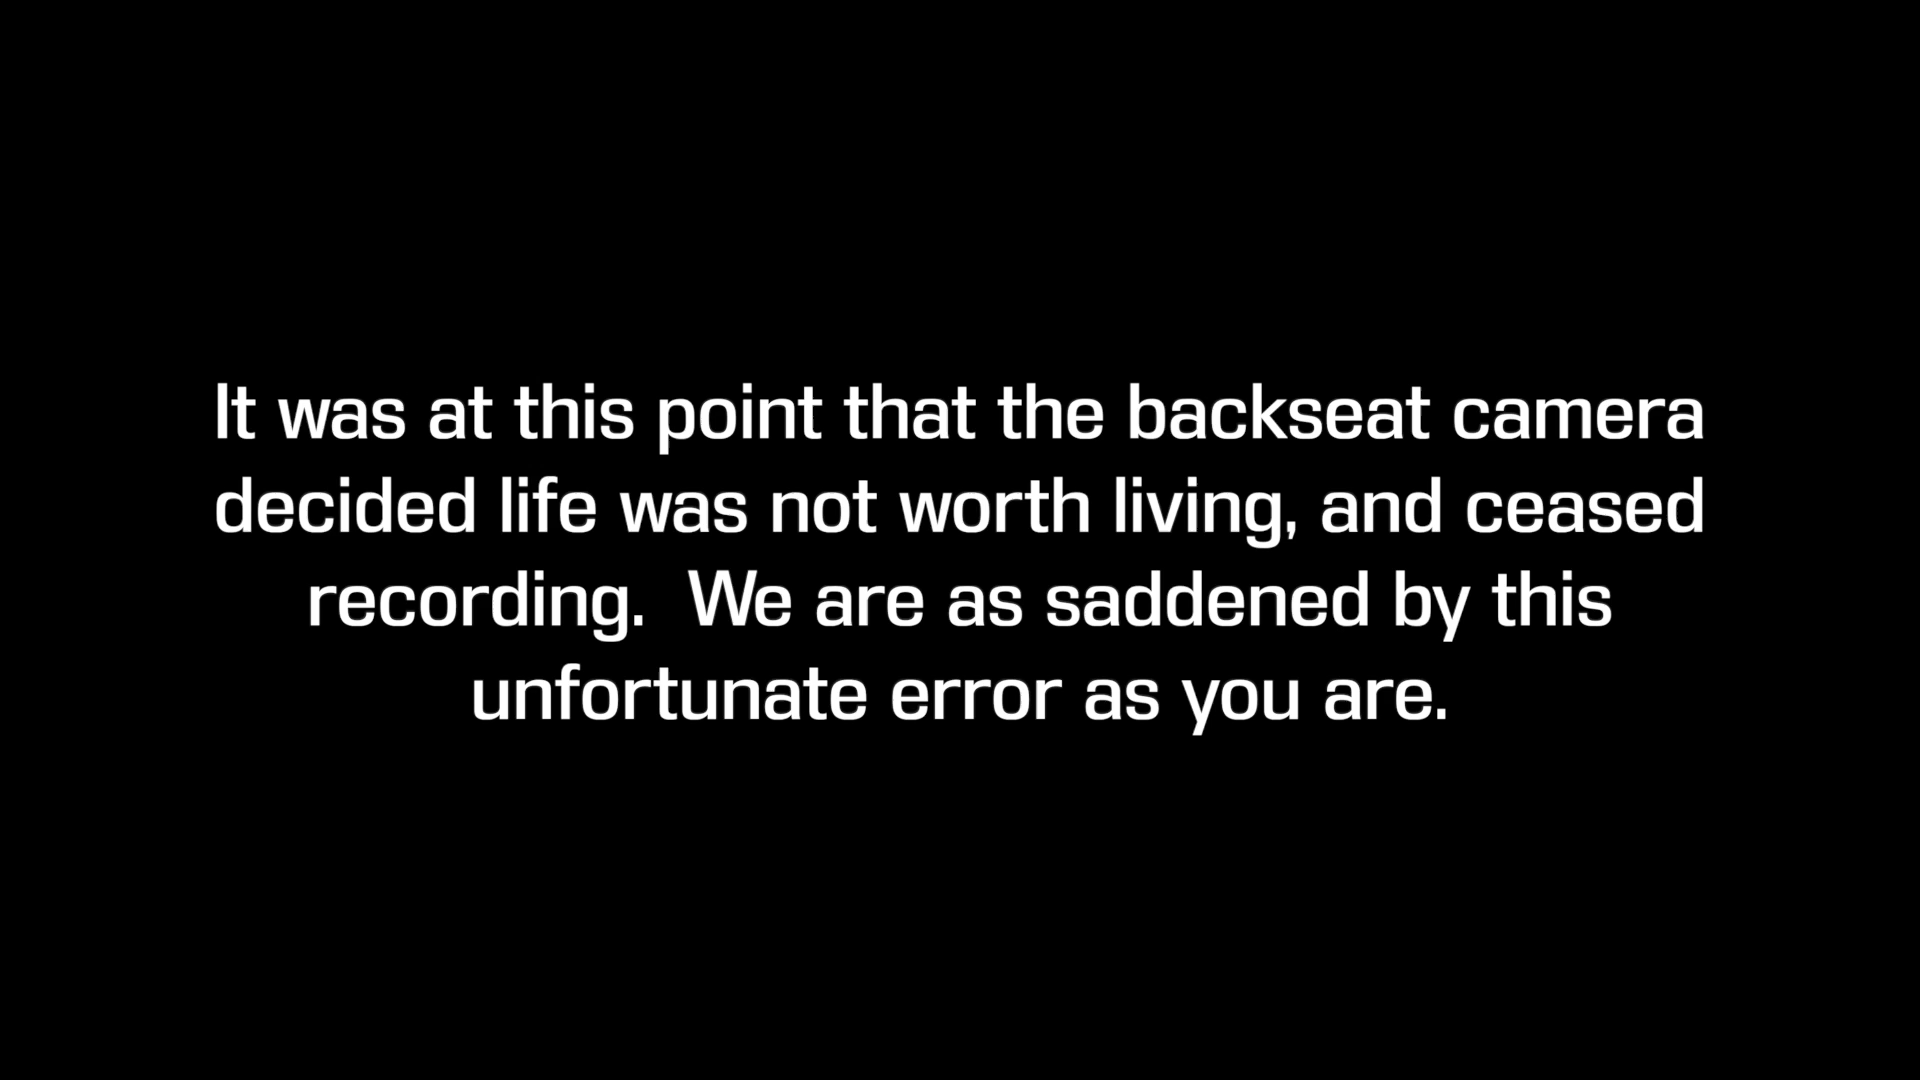 It was at this point that the backseat camera
decided life was not worth living, and ceased
recording.  We are as saddened by this
unfortunate error as you are.